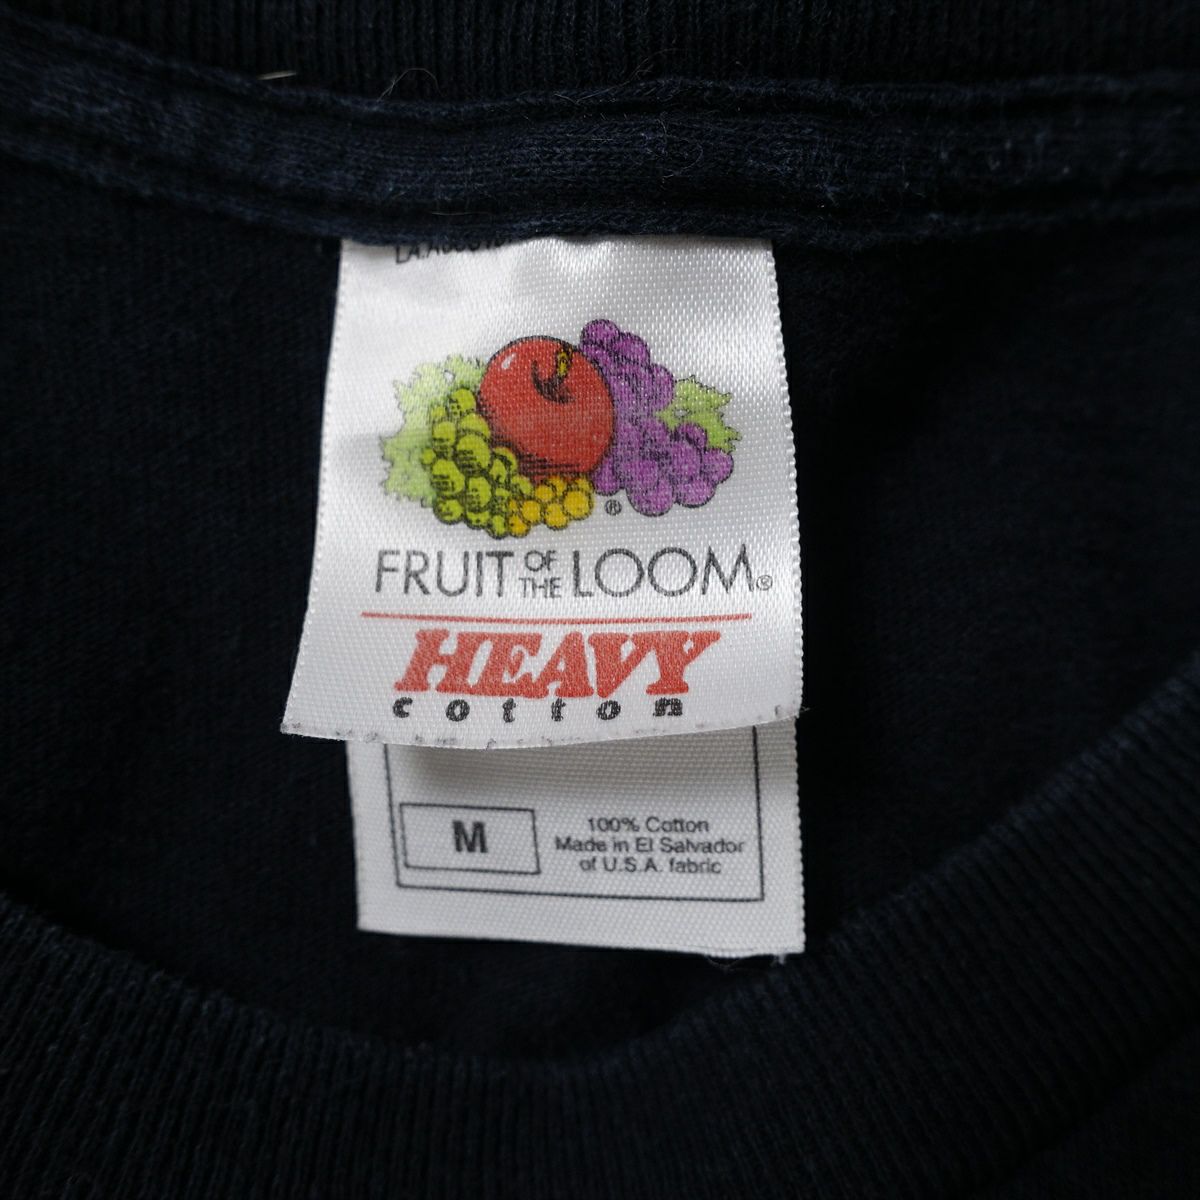 ®
FRUIT OF THE LOOM®
HEAVY
cotton
M
100% Cotton
Made in El Salvador
of U.S.A. fabric